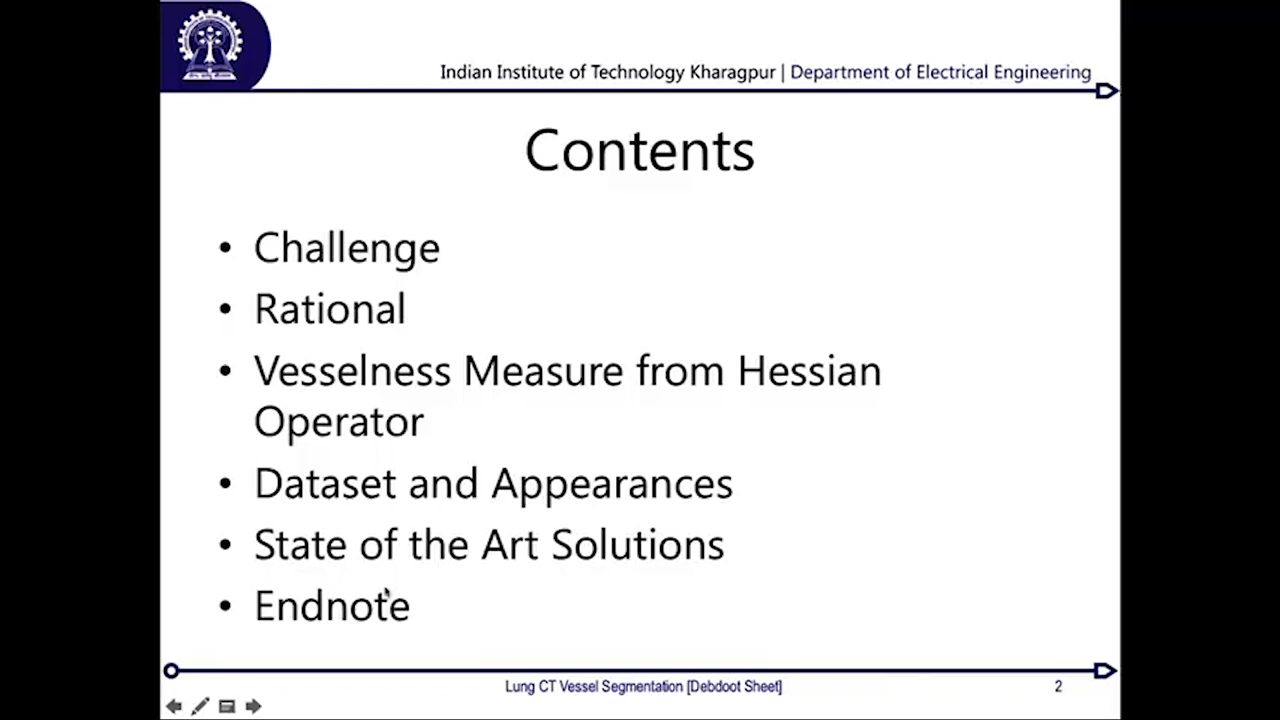 Indian Institute of Technology Kharagpur | Department of Electrical Engineering
Contents
• Challenge
• Rational
• Vesselness Measure from Hessian
Operator
• Dataset and Appearances
• State of the Art Solutions
• Endnote
Lung CT Vessel Segmentation [Debdoot Sheet]
2